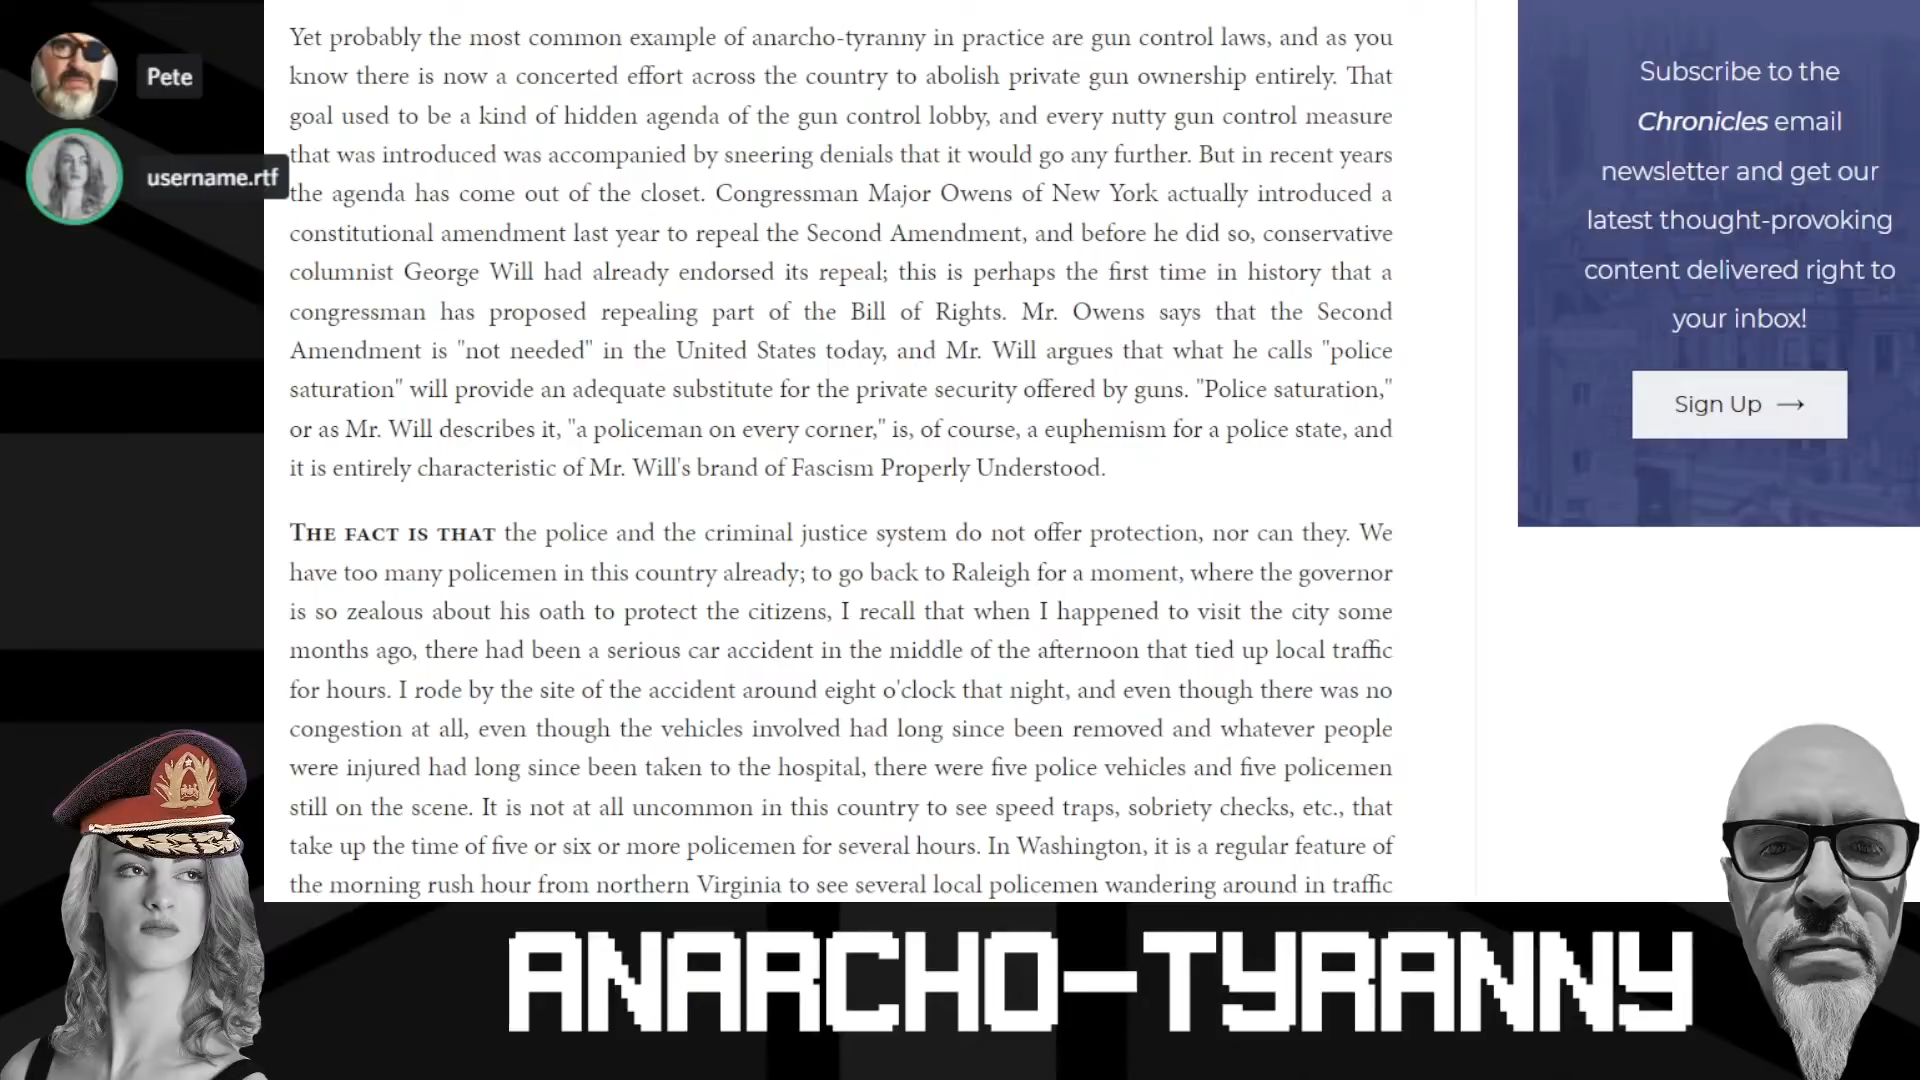 Pete
username.rtf
Yet probably the most common example of anarcho-tyranny in practice are gun control laws, and as you
know there is now a concerted effort across the country to abolish private gun ownership entirely. That
goal used to be a kind of hidden agenda of the gun control lobby, and every nutty gun control measure
that was introduced was accompanied by sneering denials that it would go any further. But in recent years
the agenda has come out of the closet. Congressman Major Owens of New York actually introduced a
constitutional amendment last year to repeal the Second Amendment, and before he did so, conservative
columnist George Will had already endorsed its repeal; this is perhaps the first time in history that a
congressman has proposed repealing part of the Bill of Rights. Mr. Owens says that the Second
Amendment is "not needed" in the United States today, and Mr. Will argues that what he calls "police
saturation" will provide an adequate substitute for the private security offered by guns. "Police saturation,"
or as Mr. Will describes it, "a policeman on every corner," is, of course, a euphemism for a police state, and
it is entirely characteristic of Mr. Will's brand of Fascism Properly Understood.
THE FACT IS THAT the police and the criminal justice system do not offer protection, nor can they. We
have too many policemen in this country already; to go back to Raleigh for a moment, where the governor
is so zealous about his oath to protect the citizens, I recall that when I happened to visit the city some
months ago, there had been a serious car accident in the middle of the afternoon that tied up local traffic
for hours. I rode by the site of the accident around eight o'clock that night, and even though there was no
congestion at all, even though the vehicles involved had long since been removed and whatever people
were injured had long since been taken to the hospital, there were five police vehicles and five policemen
still on the scene. It is not at all uncommon in this country to see speed traps, sobriety checks, etc., that
take up the time of five or six or more policemen for several hours. In Washington, it is a regular feature of
the morning rush hour from northern Virginia to see several local policemen wandering around in traffic
Subscribe to the
Chronicles email
newsletter and get our
latest thought-provoking
content delivered right to
your inbox!
Sign Up →
ANARCHO-TYRANNY